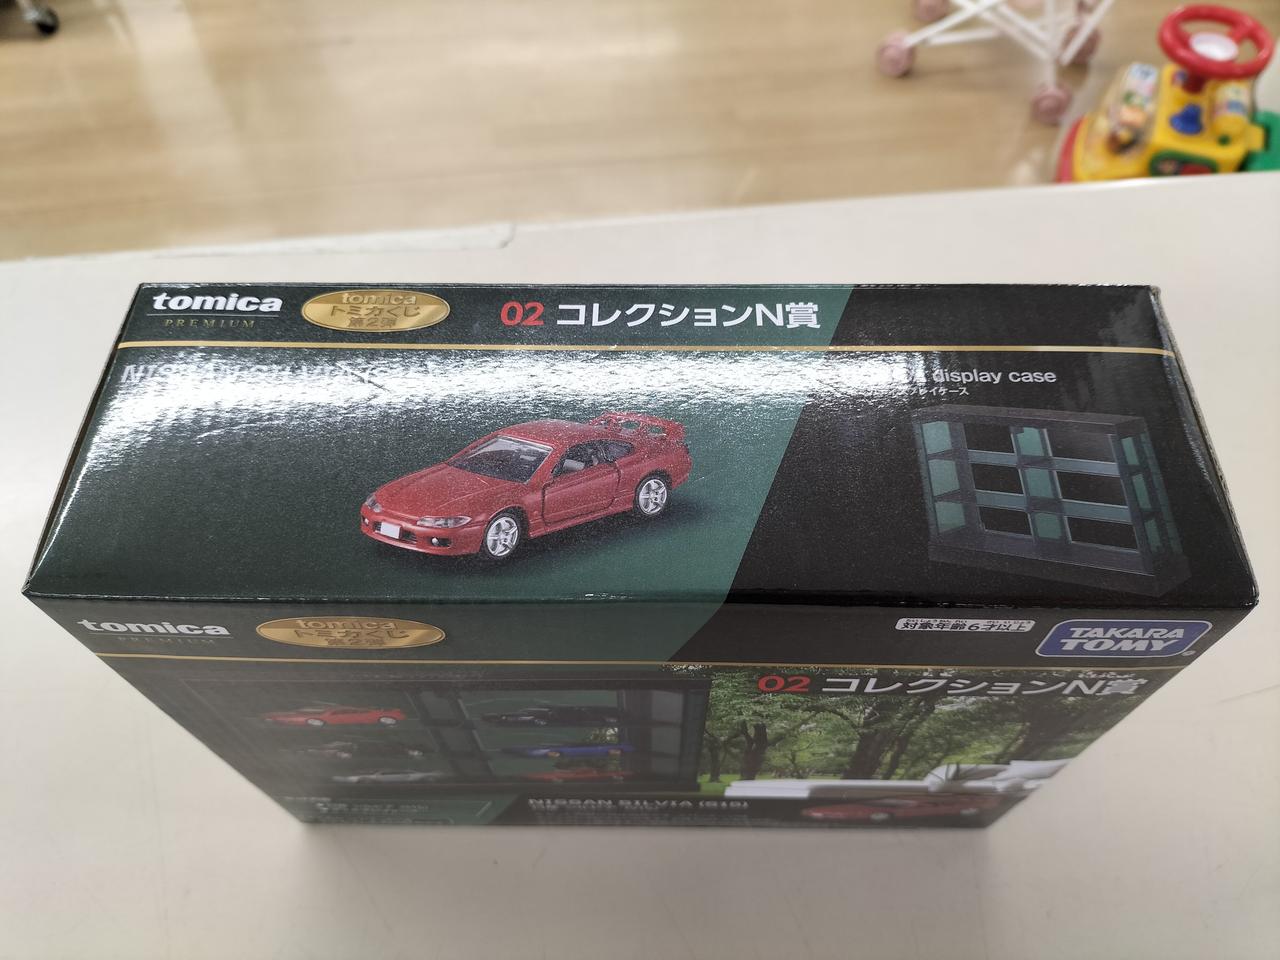 tomica
PREMIUM
tomica
トミカくじ
第2弾
02 コレクションN賞
NISSAN SILVIA
display case
tomica
PREMIUM
tomica
トミカくじ
第2弾
対象年齢6才以上
TAKARA
TOMY
02 コレクションN賞
NISSAN SILVIA (S15)